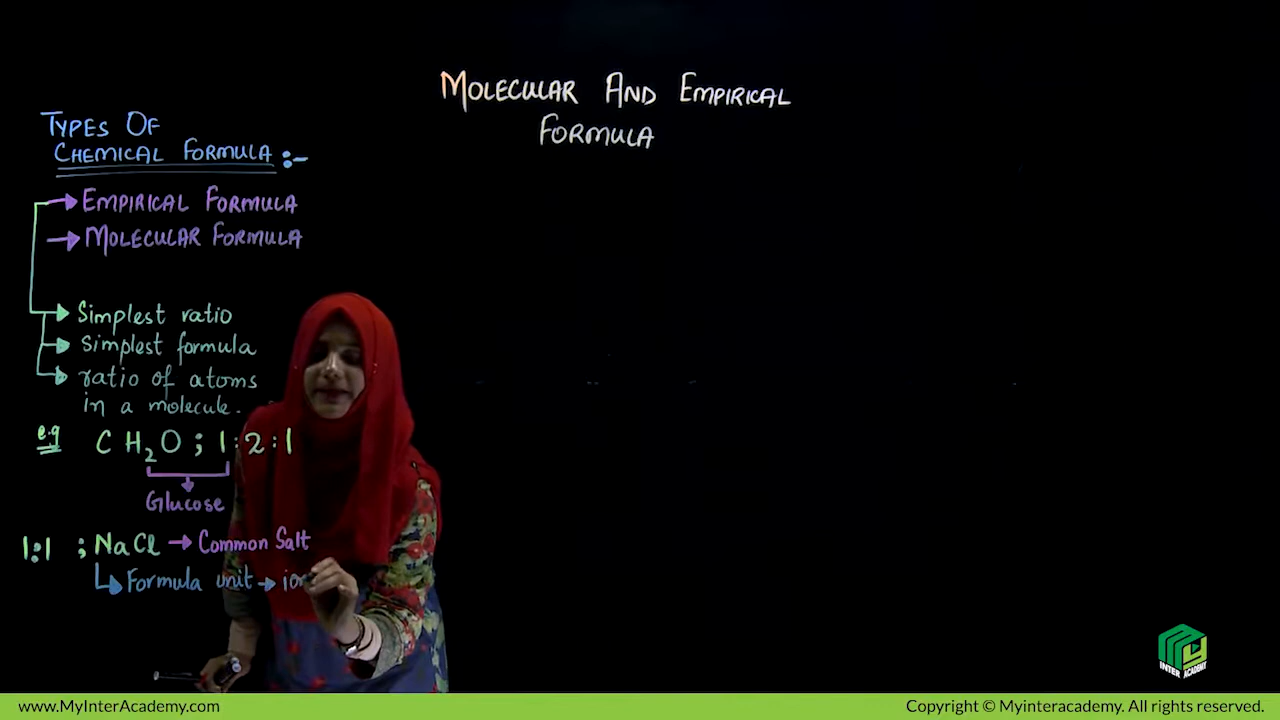 MOLECULAR AND EMPIRICAL
FORMULA
TYPES OF
CHEMICAL FORMULA :-
→ EMPIRICAL FORMULA
→ MOLECULAR FORMULA
→ Simplest ratio
→ Simplest formula
→ ratio of atoms
in a molecule.
e.g CH₂O ; 1:2:1
Glucose
1:1 ; NaCl → Common Salt
↳ Formula unit →
INTER ACADEMY
www.MyInterAcademy.com
Copyright © Myinteracademy. All rights reserved.